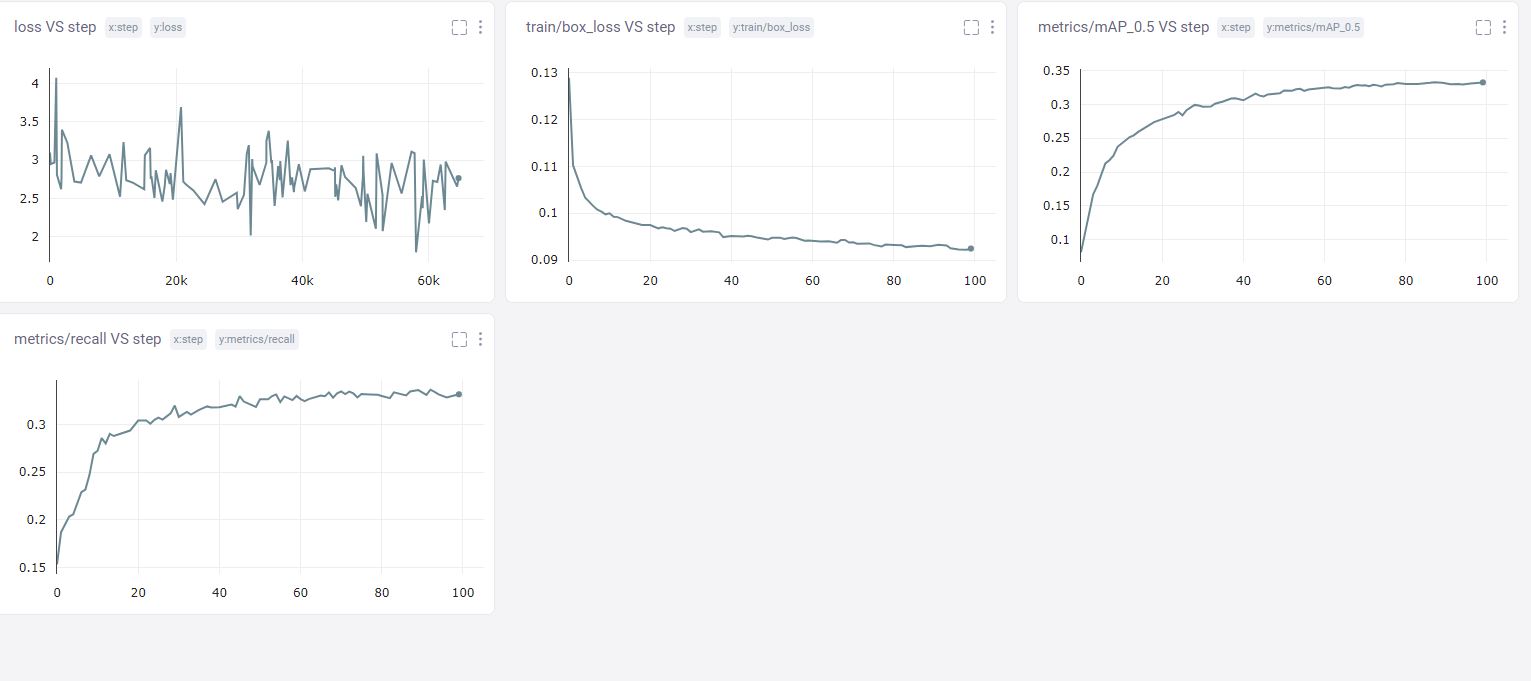 loss VS step x:step y:loss
4
3.5
3
2.5
2
0 20k 40k 60k
train/box_loss VS step x:step y:train/box_loss
0.13
0.12
0.11
0.1
0.09
0 20 40 60 80 100
metrics/mAP_0.5 VS step x:step y:metrics/mAP_0.5
0.35
0.3
0.25
0.2
0.15
0.1
0 20 40 60 80 100
metrics/recall VS step x:step y:metrics/recall
0.3
0.25
0.2
0.15
0 20 40 60 80 100